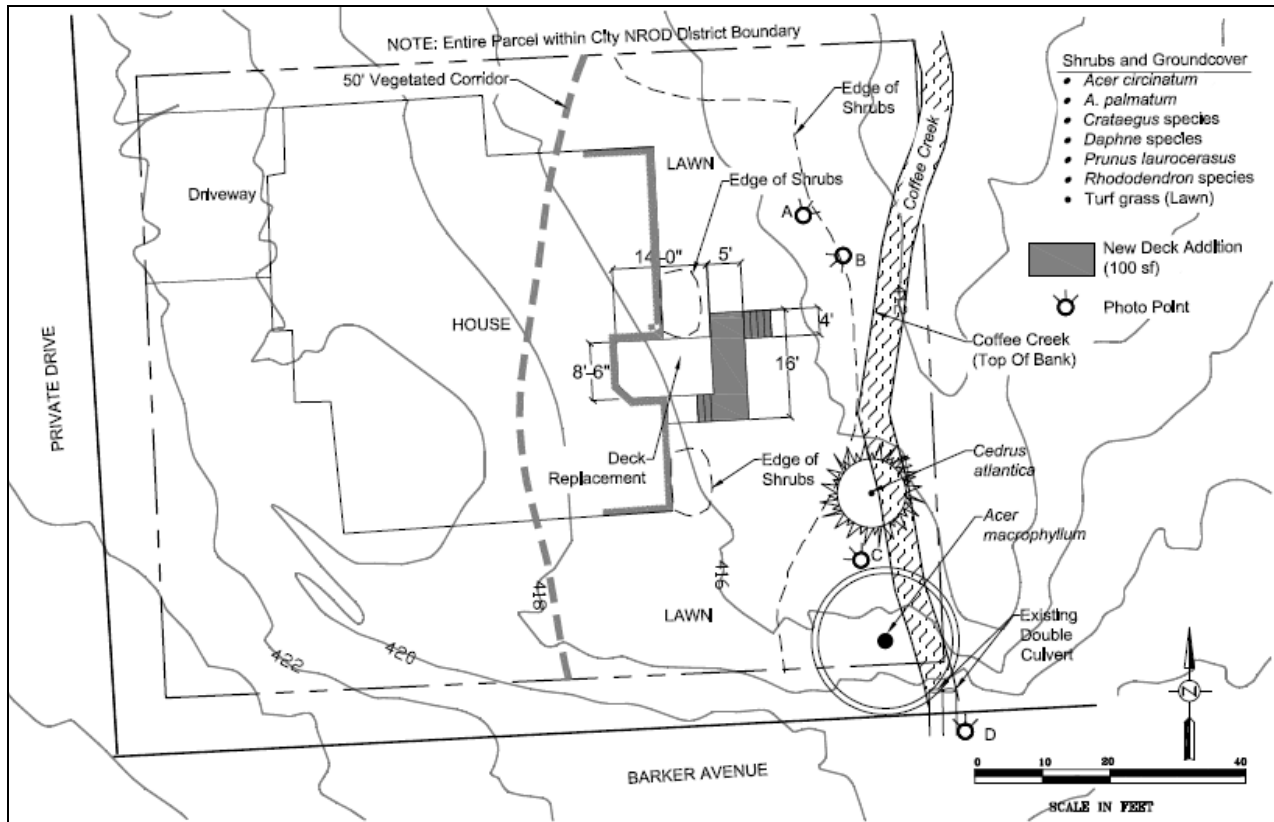 NOTE: Entire Parcel within City NROD District Boundary
50' Vegetated Corridor
Edge of
Shrubs
Coffee Creek
Shrubs and Groundcover
• Acer circinatum
• A. palmatum
• Crataegus species
• Daphne species
• Prunus laurocerasus
• Rhododendron species
• Turf grass (Lawn)
New Deck Addition
(100 sf)
Photo Point
Driveway
LAWN
Edge of Shrubs
A
B
14'-0"
5'
4'
HOUSE
Coffee Creek
(Top Of Bank)
8'-6"
16'
PRIVATE DRIVE
Deck
Replacement
Edge of
Shrubs
Cedrus
atlantica
Acer
macrophyllum
C
416
418
LAWN
Existing
Double
Culvert
420
422
N
D
BARKER AVENUE
0 10 20 40
SCALE IN FEET